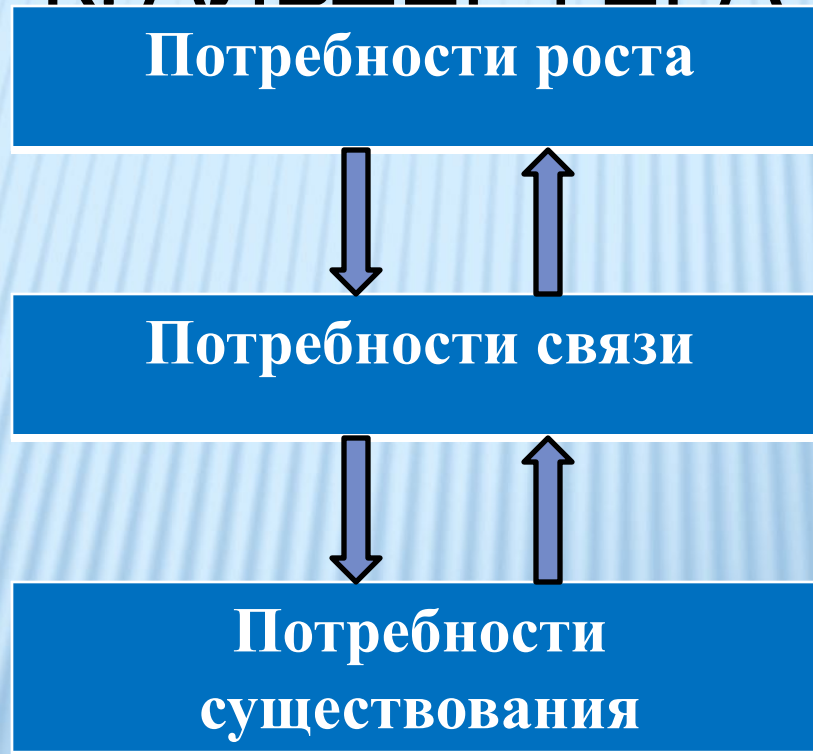 Потребности роста
Потребности связи
Потребности
существования